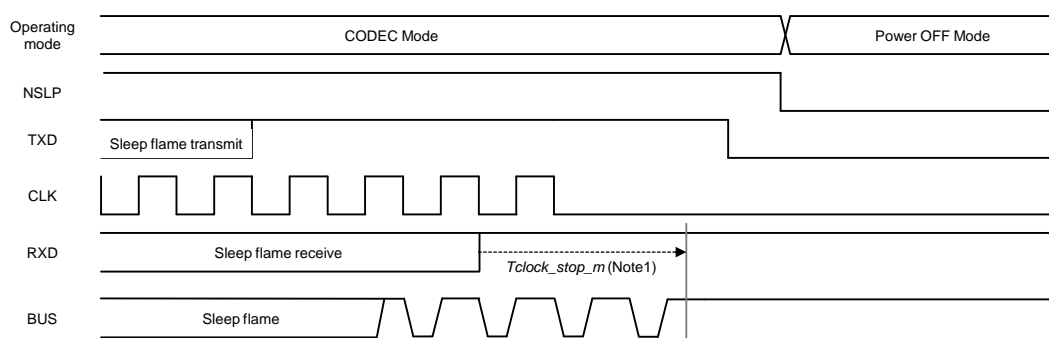 Operating
mode
CODEC Mode
Power OFF Mode
NSLP
TXD
Sleep flame transmit
CLK
RXD
Sleep flame receive
Tclock_stop_m (Note1)
BUS
Sleep flame